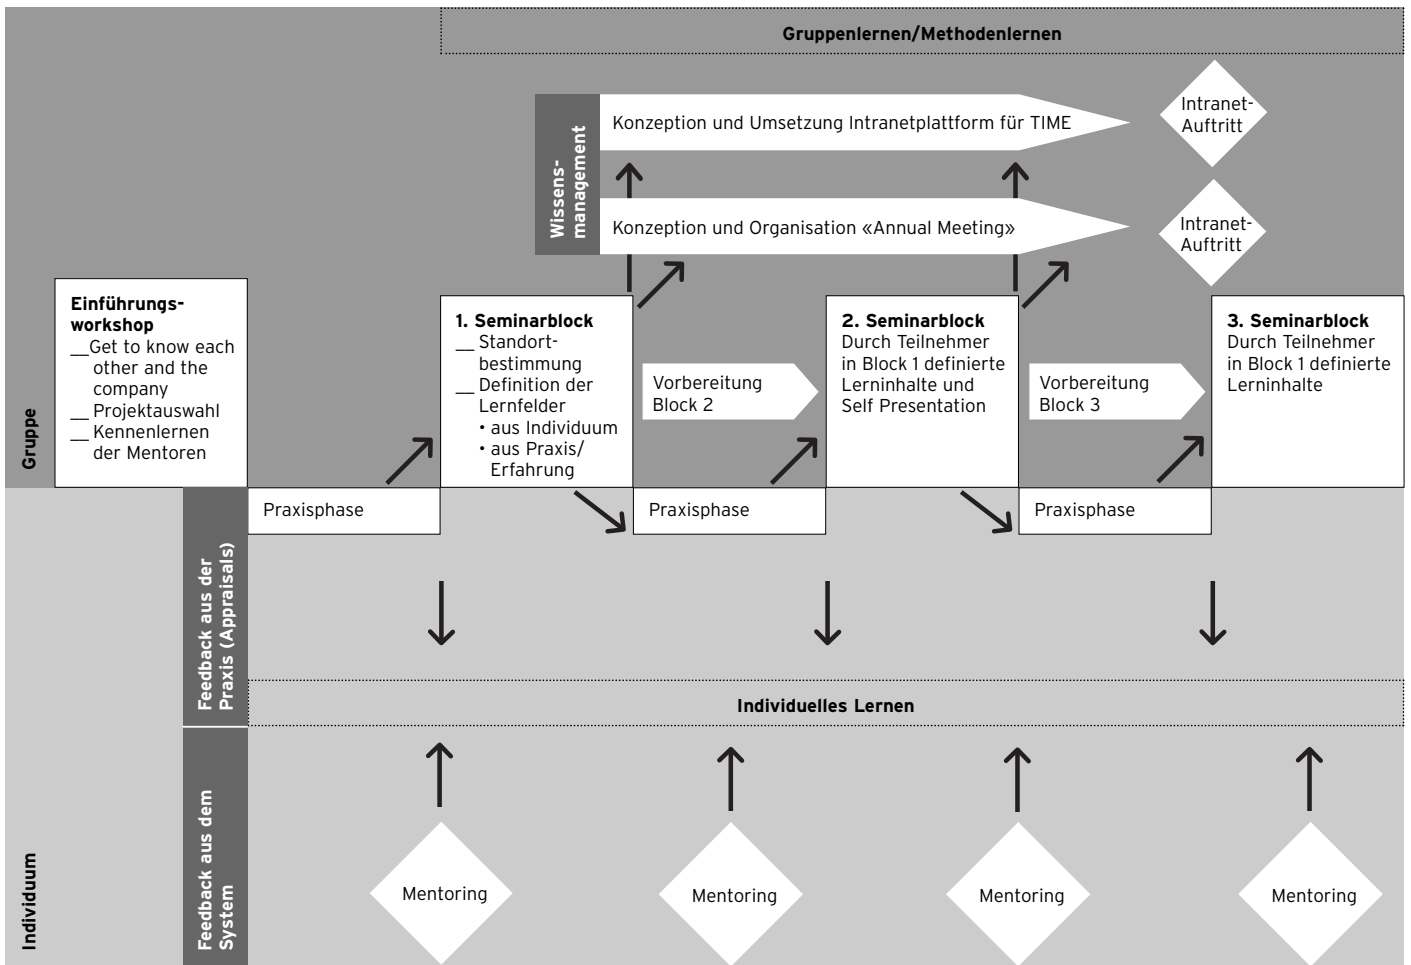 Gruppenlernen/Methodenlernen
Wissens-
management
Konzeption und Umsetzung Intranetplattform für TIME
Intranet-
Auftritt
Konzeption und Organisation «Annual Meeting»
Intranet-
Auftritt
Gruppe
Einführungs-
workshop
__Get to know each
other and the
company
__ Projektauswahl
__ Kennenlernen
der Mentoren
1. Seminarblock
__ Standort-
bestimmung
__ Definition der
Lernfelder
• aus Individuum
• aus Praxis/
Erfahrung
Vorbereitung
Block 2
2. Seminarblock
Durch Teilnehmer
in Block 1 definierte
Lerninhalte und
Self Presentation
Vorbereitung
Block 3
3. Seminarblock
Durch Teilnehmer
in Block 1 definierte
Lerninhalte
Praxisphase
Praxisphase
Praxisphase
Feedback aus der
Praxis (Appraisals)
Individuelles Lernen
Individuum
Feedback aus dem
System
Mentoring
Mentoring
Mentoring
Mentoring